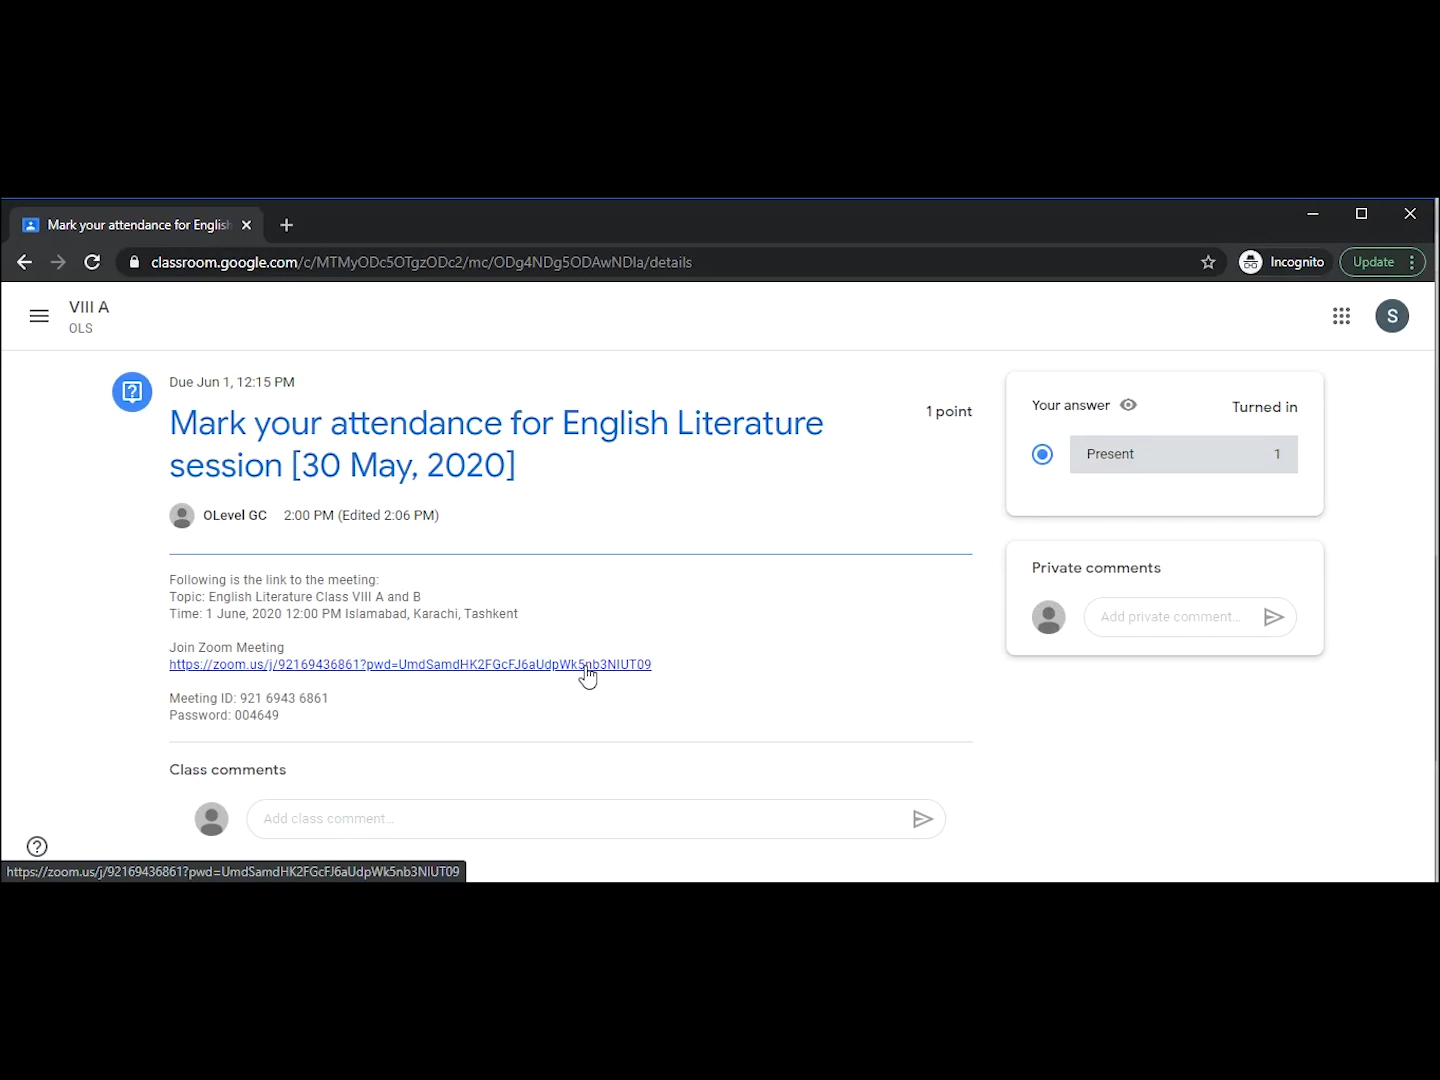 Mark your attendance for English
classroom.google.com/c/MTMyODc5OTgzODc2/mc/ODg4NDg5ODAwNDIa/details
Incognito
Update
VIII A
OLS
S
Due Jun 1, 12:15 PM
Mark your attendance for English Literature
session [30 May, 2020]
1 point
OLevel GC 2:00 PM (Edited 2:06 PM)
Following is the link to the meeting:
Topic: English Literature Class VIII A and B
Time: 1 June, 2020 12:00 PM Islamabad, Karachi, Tashkent
Join Zoom Meeting
https://zoom.us/j/92169436861?pwd=UmdSamdHK2FGcFJ6aUdpWk5nb3NIUT09
Meeting ID: 921 6943 6861
Password: 004649
Class comments
Add class comment...
Your answer
Turned in
Present 1
Private comments
Add private comment...
https://zoom.us/j/92169436861?pwd=UmdSamdHK2FGcFJ6aUdpWk5nb3NIUT09